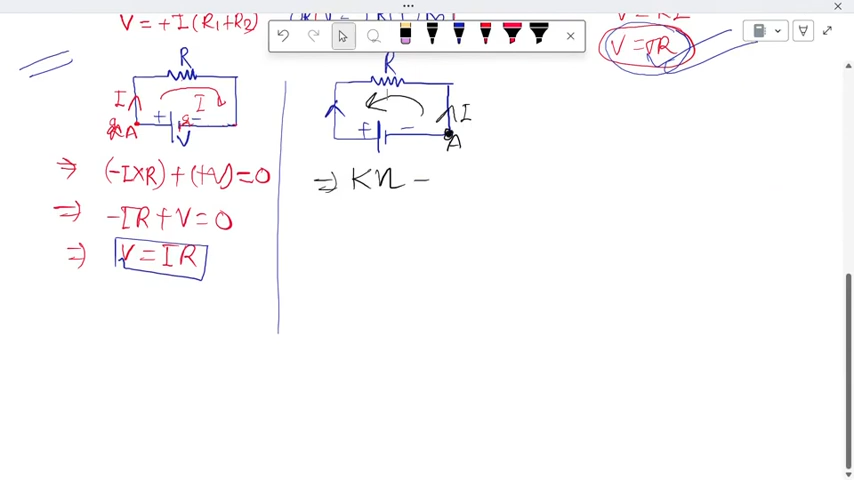 V = +I (R1+R2)
V = IR
R
I
I
+
-
A
V
⇒ (-I×R) + (+V) = 0
⇒ -IR + V = 0
⇒ V = IR
R
I
+
-
A
⇒ KVL -